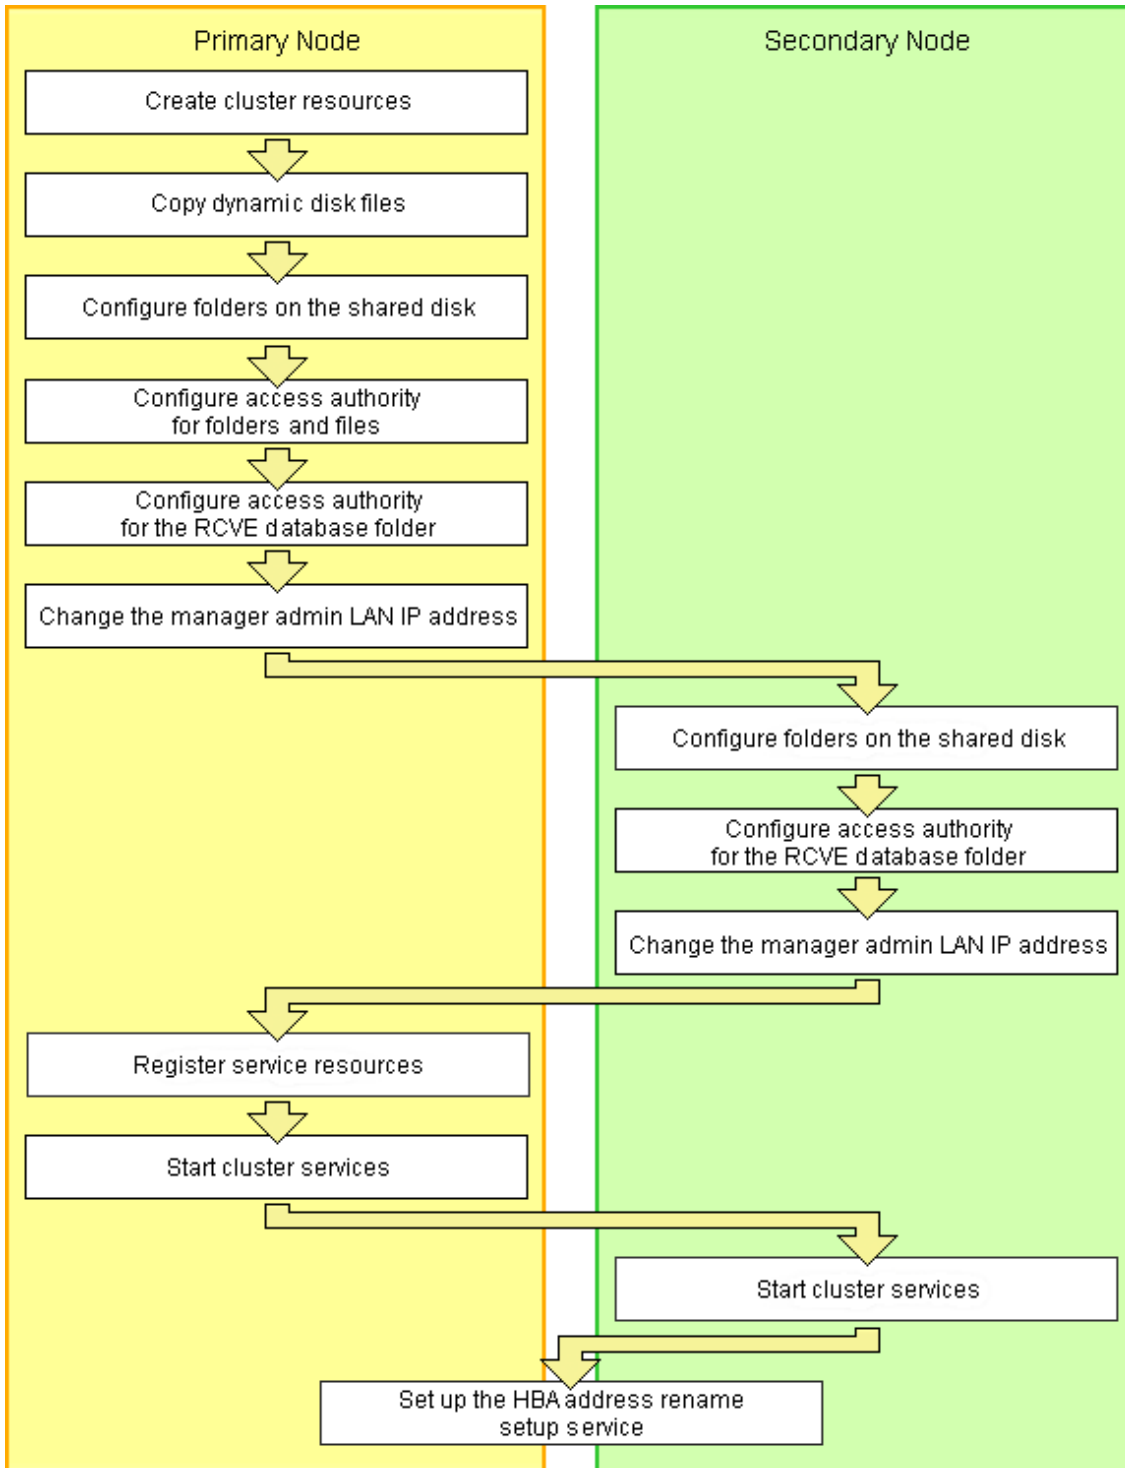 Primary Node
Secondary Node
Create cluster resources
Copy dynamic disk files
Configure folders on the shared disk
Configure access authority
for folders and files
Configure access authority
for the RCVE database folder
Change the manager admin LAN IP address
Configure folders on the shared disk
Configure access authority
for the RCVE database folder
Change the manager admin LAN IP address
Register service resources
Start cluster services
Start cluster services
Set up the HBA address rename
setup service